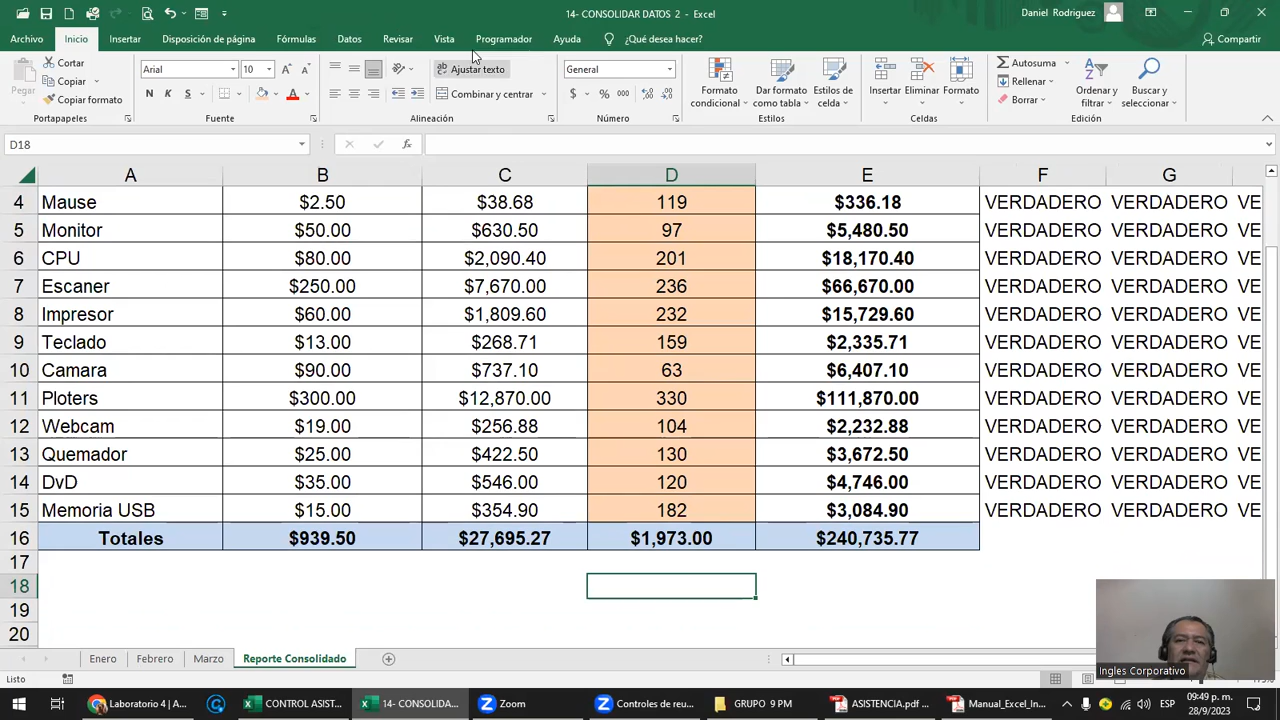 14- CONSOLIDAR DATOS 2 - Excel
Daniel Rodriguez
Archivo Inicio Insertar Disposición de página Fórmulas Datos Revisar Vista Programador Ayuda ¿Qué desea hacer? Compartir
Pegar
Cortar
Copiar
Copiar formato
Portapapeles
Arial 10
N K S
Fuente
Ajustar texto
Combinar y centrar
Alineación
General
$ % 000
Número
Formato condicional
Dar formato como tabla
Estilos de celda
Estilos
Insertar Eliminar Formato
Celdas
Autosuma
Rellenar
Borrar
Ordenar y filtrar
Buscar y seleccionar
Edición
D18
fx
A B C D E F G
4 Mause $2.50 $38.68 119 $336.18 VERDADERO VERDADERO VE
5 Monitor $50.00 $630.50 97 $5,480.50 VERDADERO VERDADERO VE
6 CPU $80.00 $2,090.40 201 $18,170.40 VERDADERO VERDADERO VE
7 Escaner $250.00 $7,670.00 236 $66,670.00 VERDADERO VERDADERO VE
8 Impresor $60.00 $1,809.60 232 $15,729.60 VERDADERO VERDADERO VE
9 Teclado $13.00 $268.71 159 $2,335.71 VERDADERO VERDADERO VE
10 Camara $90.00 $737.10 63 $6,407.10 VERDADERO VERDADERO VE
11 Ploters $300.00 $12,870.00 330 $111,870.00 VERDADERO VERDADERO VE
12 Webcam $19.00 $256.88 104 $2,232.88 VERDADERO VERDADERO VE
13 Quemador $25.00 $422.50 130 $3,672.50 VERDADERO VERDADERO VE
14 DvD $35.00 $546.00 120 $4,746.00 VERDADERO VERDADERO VE
15 Memoria USB $15.00 $354.90 182 $3,084.90 VERDADERO VERDADERO VE
16 Totales $939.50 $27,695.27 $1,973.00 $240,735.77
17
18
19
20
Ingles Corporativo
Enero Febrero Marzo Reporte Consolidado
Listo
Laboratorio 4 | A...
CONTROL ASIST...
14- CONSOLIDA...
Zoom
Controles de reu...
GRUPO 9 PM
ASISTENCIA.pdf ...
Manual_Excel_In...
ESP
09:49 p. m.
28/9/2023